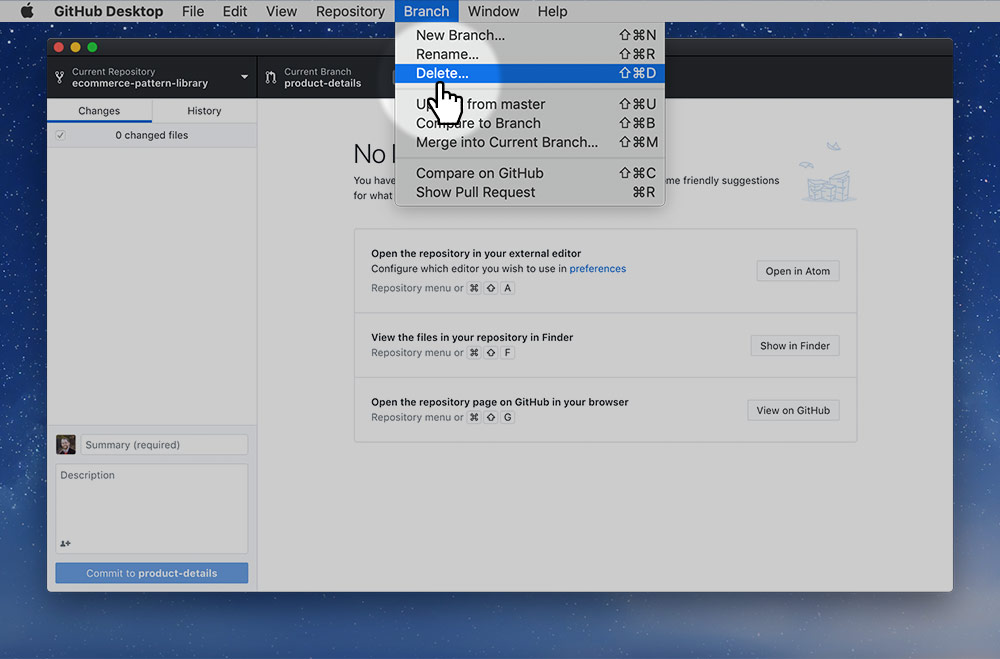 GitHub Desktop File Edit View Repository Branch Window Help
New Branch... ⇧⌘N
Rename... ⇧⌘R
Delete... ⇧⌘D
from master ⇧⌘U
Compare to Branch ⇧⌘B
Merge into Current Branch... ⇧⌘M
Compare on GitHub ⇧⌘C
Show Pull Request ⌘R
Current Repository
ecommerce-pattern-library
Current Branch
product-details
Changes History
0 changed files
No
You have
me friendly suggestions
for what
Open the repository in your external editor
Configure which editor you wish to use in preferences
Repository menu or ⌘ ⇧ A
Open in Atom
View the files in your repository in Finder
Repository menu or ⌘ ⇧ F
Show in Finder
Open the repository page on GitHub in your browser
Repository menu or ⌘ ⇧ G
View on GitHub
Summary (required)
Description
Commit to product-details